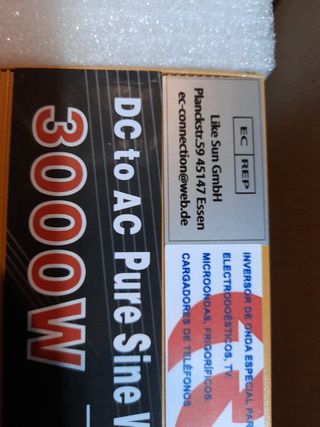 EC REP
Like Sun GmbH
Planckstr.59 45147 Essen
ec-connection@web.de
DC to Ac Pure Sine
3000W
INVERSOR DE ONDA ESPECIAL PAR
ELECTRODOÉSTICOS, TV.
MICROONDAS, FRIGORÍFICOS.
CARGADORES DE TELÉFONOS